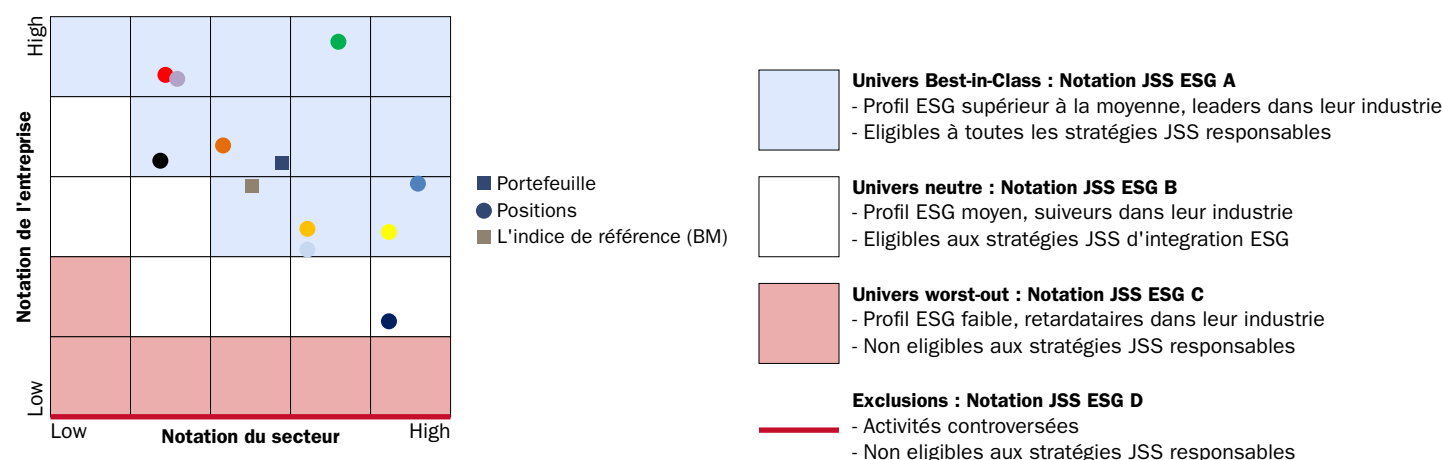 High
Notation de l'entreprise
Low
Low
Notation du secteur
High
Portefeuille
Positions
L'indice de référence (BM)
Univers Best-in-Class : Notation JSS ESG A
- Profil ESG supérieur à la moyenne, leaders dans leur industrie
- Eligibles à toutes les stratégies JSS responsables
Univers neutre : Notation JSS ESG B
- Profil ESG moyen, suiveurs dans leur industrie
- Eligibles aux stratégies JSS d'integration ESG
Univers worst-out : Notation JSS ESG C
- Profil ESG faible, retardataires dans leur industrie
- Non eligibles aux stratégies JSS responsables
Exclusions : Notation JSS ESG D
- Activités controversées
- Non eligibles aux stratégies JSS responsables